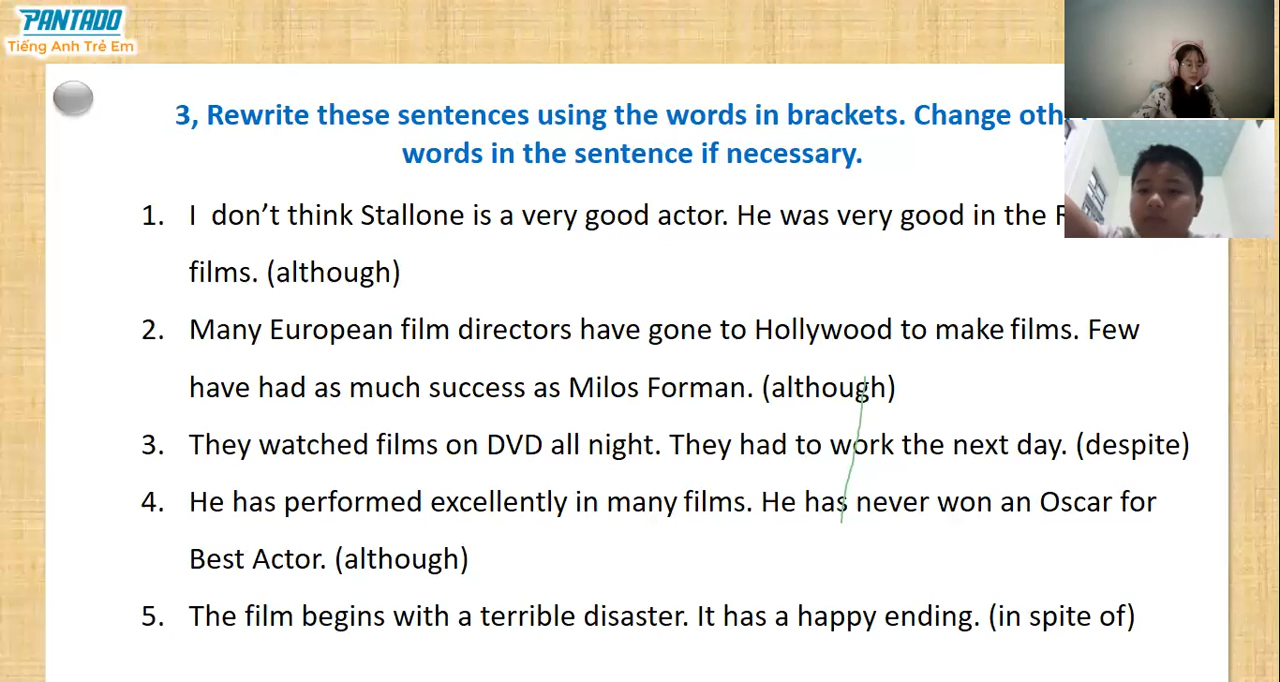 PANTADO
Tiếng Anh Trẻ Em
3, Rewrite these sentences using the words in brackets. Change
words in the sentence if necessary.
1. I don't think Stallone is a very good actor. He was very good in the
films. (although)
2. Many European film directors have gone to Hollywood to make films. Few
have had as much success as Milos Forman. (although)
3. They watched films on DVD all night. They had to work the next day. (despite)
4. He has performed excellently in many films. He has never won an Oscar for
Best Actor. (although)
5. The film begins with a terrible disaster. It has a happy ending. (in spite of)